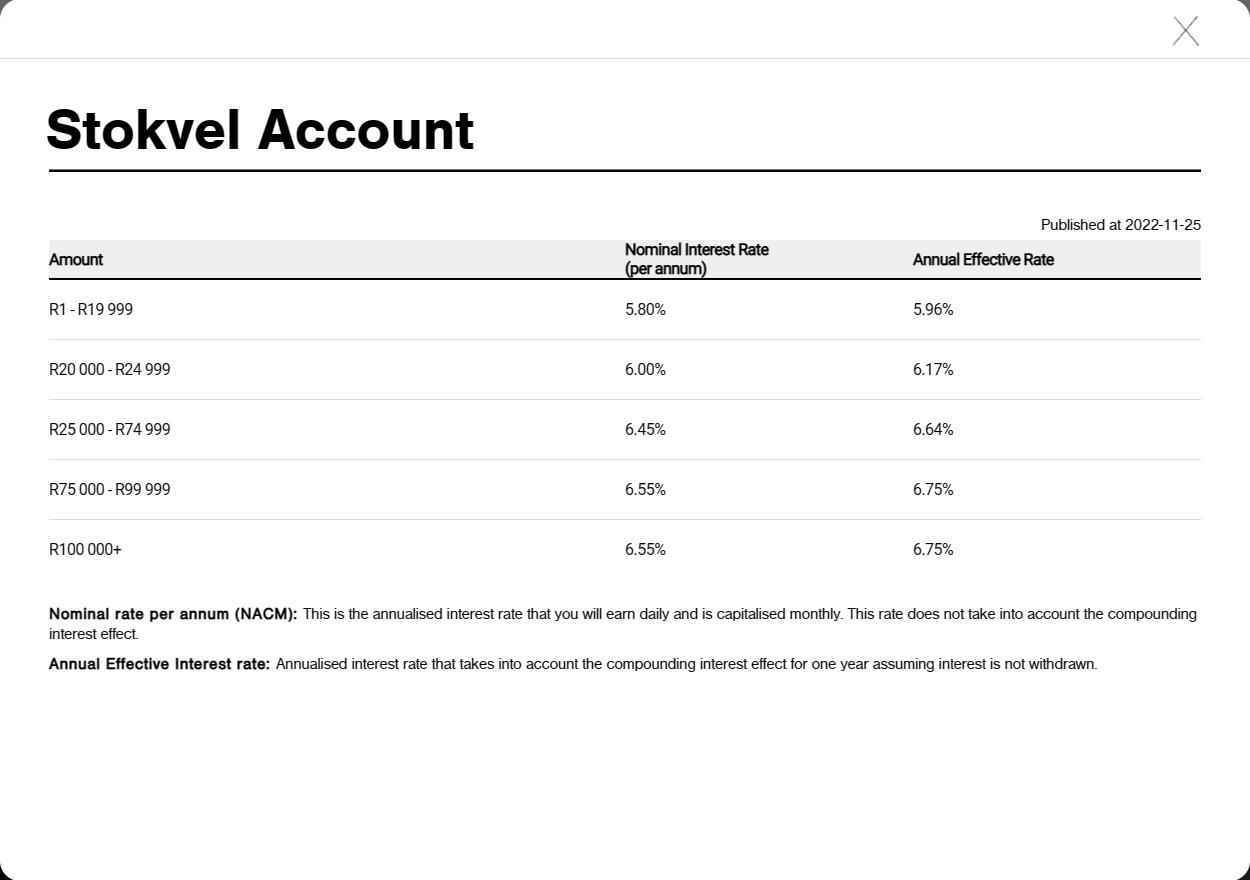 Stokvel Account
Published at 2022-11-25
Amount
Nominal Interest Rate
(per annum)
Annual Effective Rate
R1 - R19 999 5.80% 5.96%
R20 000 - R24 999 6.00% 6.17%
R25 000 - R74 999 6.45% 6.64%
R75 000 - R99 999 6.55% 6.75%
R100 000+ 6.55% 6.75%
Nominal rate per annum (NACM): This is the annualised interest rate that you will earn daily and is capitalised monthly. This rate does not take into account the compounding
interest effect.
Annual Effective Interest rate: Annualised interest rate that takes into account the compounding interest effect for one year assuming interest is not withdrawn.